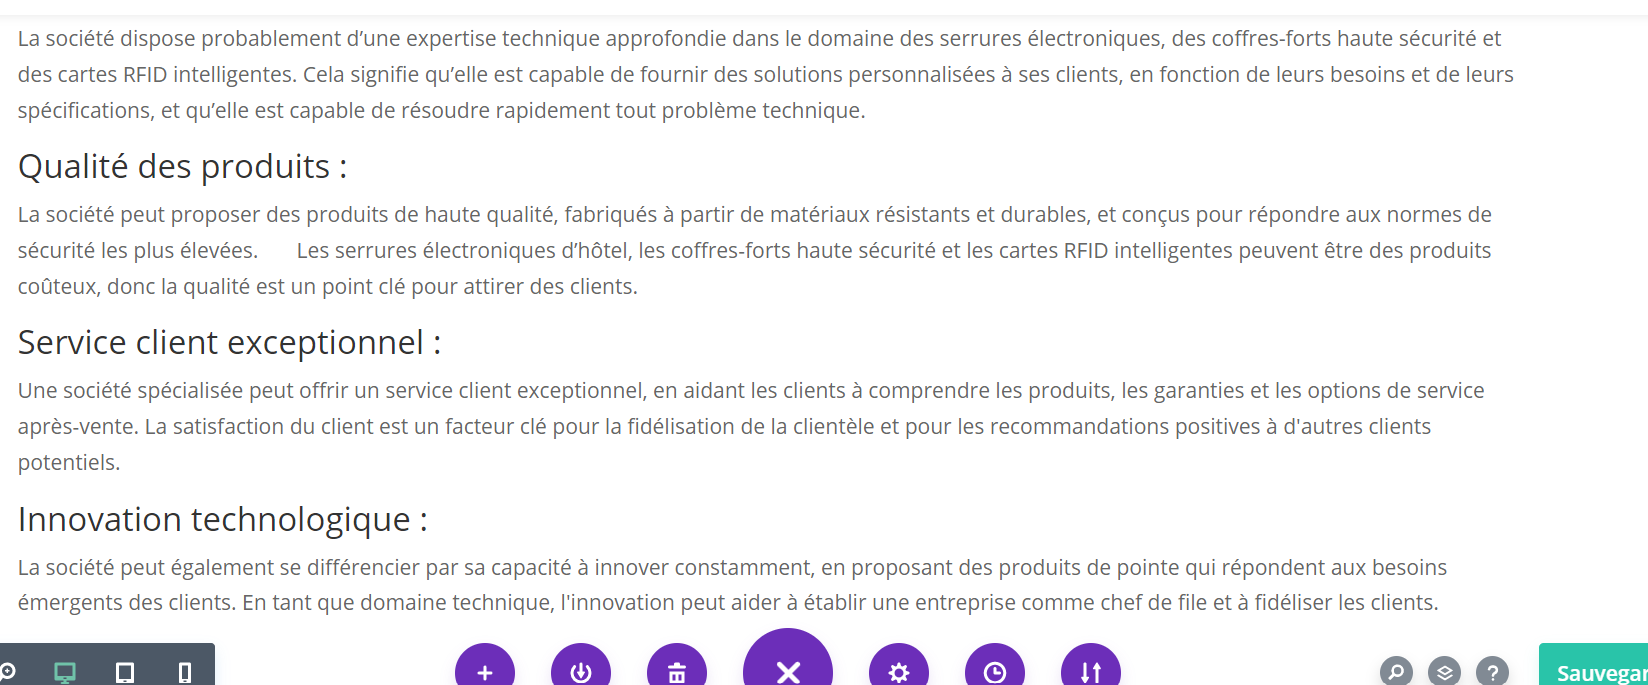 La société dispose probablement d’une expertise technique approfondie dans le domaine des serrures électroniques, des coffres-forts haute sécurité et
des cartes RFID intelligentes. Cela signifie qu’elle est capable de fournir des solutions personnalisées à ses clients, en fonction de leurs besoins et de leurs
spécifications, et qu’elle est capable de résoudre rapidement tout problème technique.
Qualité des produits :
La société peut proposer des produits de haute qualité, fabriqués à partir de matériaux résistants et durables, et conçus pour répondre aux normes de
sécurité les plus élevées. Les serrures électroniques d’hôtel, les coffres-forts haute sécurité et les cartes RFID intelligentes peuvent être des produits
coûteux, donc la qualité est un point clé pour attirer des clients.
Service client exceptionnel :
Une société spécialisée peut offrir un service client exceptionnel, en aidant les clients à comprendre les produits, les garanties et les options de service
après-vente. La satisfaction du client est un facteur clé pour la fidélisation de la clientèle et pour les recommandations positives à d'autres clients
potentiels.
Innovation technologique :
La société peut également se différencier par sa capacité à innover constamment, en proposant des produits de pointe qui répondent aux besoins
émergents des clients. En tant que domaine technique, l'innovation peut aider à établir une entreprise comme chef de file et à fidéliser les clients.
?
Sauvegar